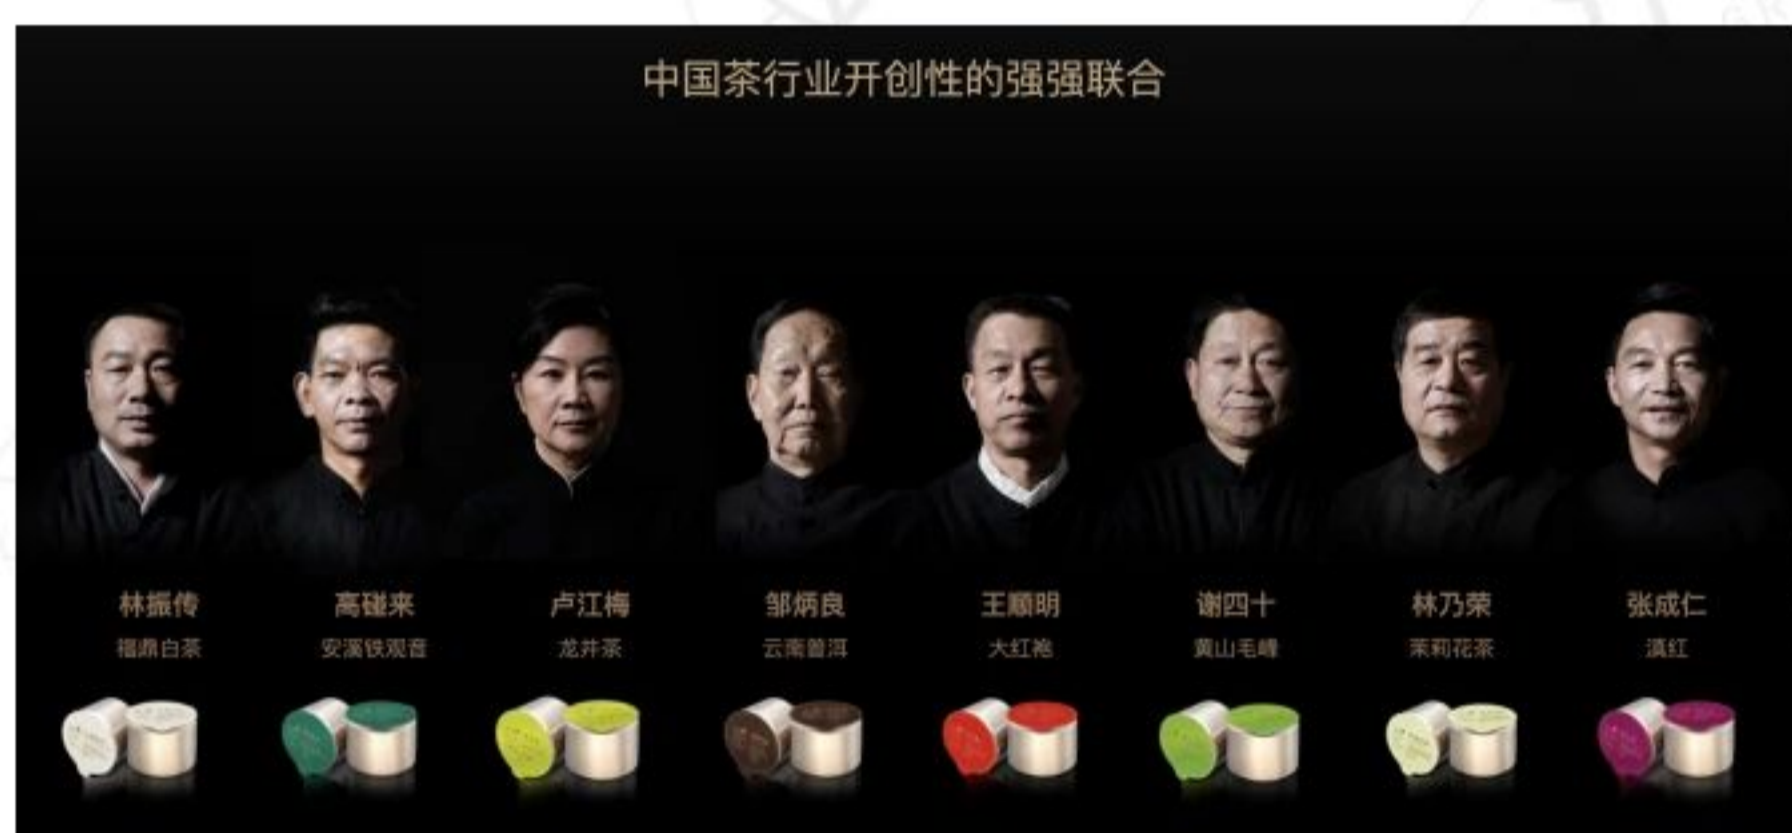 中国茶行业开创性的强强联合
林振传 高碰来 卢江梅 邹炳良 王顺明 谢四十 林乃荣 张成仁
福鼎白茶 安溪铁观音 龙井茶 云南普洱 大红袍 黄山毛峰 茉莉花茶 滇红